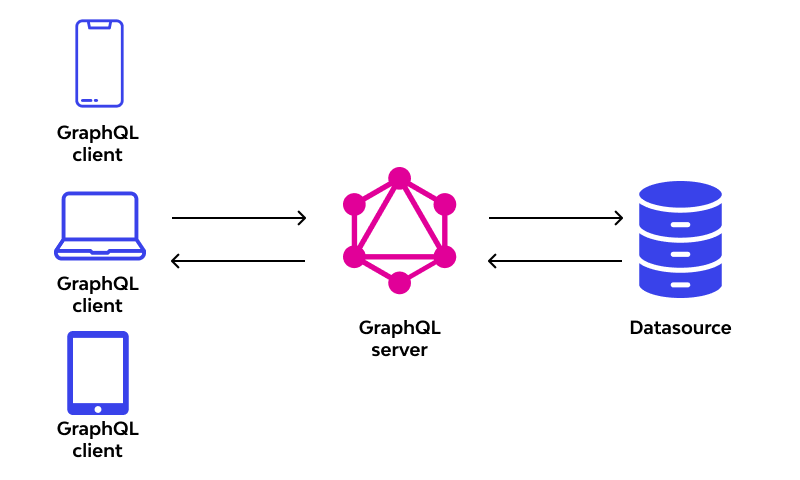 GraphQL
client
GraphQL
client
GraphQL
client
GraphQL
server
Datasource